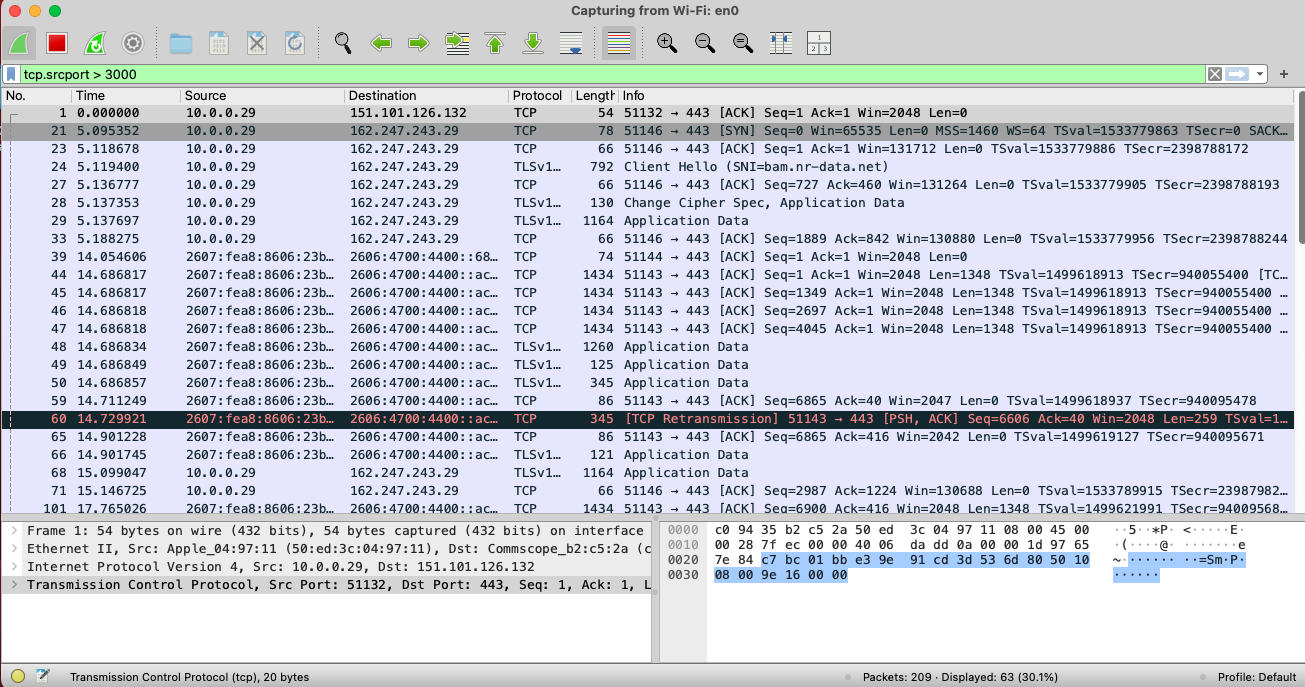 Capturing from Wi-Fi: en0
tcp.srcport > 3000
No. Time Source Destination Protocol Length Info
1 0.000000 10.0.0.29 151.101.126.132 TCP 54 51132 → 443 [ACK] Seq=1 Ack=1 Win=2048 Len=0
21 5.095352 10.0.0.29 162.247.243.29 TCP 78 51146 → 443 [SYN] Seq=0 Win=65535 Len=0 MSS=1460 WS=64 TSval=1533779863 TSecr=0 SACK…
23 5.118678 10.0.0.29 162.247.243.29 TCP 66 51146 → 443 [ACK] Seq=1 Ack=1 Win=131712 Len=0 TSval=1533779886 TSecr=2398788172
24 5.119400 10.0.0.29 162.247.243.29 TLSv1… 792 Client Hello (SNI=bam.nr-data.net)
27 5.136777 10.0.0.29 162.247.243.29 TCP 66 51146 → 443 [ACK] Seq=727 Ack=460 Win=131264 Len=0 TSval=1533779905 TSecr=2398788193
28 5.137353 10.0.0.29 162.247.243.29 TLSv1… 130 Change Cipher Spec, Application Data
29 5.137697 10.0.0.29 162.247.243.29 TLSv1… 1164 Application Data
33 5.188275 10.0.0.29 162.247.243.29 TCP 66 51146 → 443 [ACK] Seq=1889 Ack=842 Win=130880 Len=0 TSval=1533779956 TSecr=2398788244
39 14.054606 2607:fea8:8606:23b… 2606:4700:4400::68… TCP 74 51144 → 443 [ACK] Seq=1 Ack=1 Win=2048 Len=0
44 14.686817 2607:fea8:8606:23b… 2606:4700:4400::ac… TCP 1434 51143 → 443 [ACK] Seq=1 Ack=1 Win=2048 Len=1348 TSval=1499618913 TSecr=940055400 [TC…
45 14.686817 2607:fea8:8606:23b… 2606:4700:4400::ac… TCP 1434 51143 → 443 [ACK] Seq=1349 Ack=1 Win=2048 Len=1348 TSval=1499618913 TSecr=940055400 …
46 14.686818 2607:fea8:8606:23b… 2606:4700:4400::ac… TCP 1434 51143 → 443 [ACK] Seq=2697 Ack=1 Win=2048 Len=1348 TSval=1499618913 TSecr=940055400 …
47 14.686818 2607:fea8:8606:23b… 2606:4700:4400::ac… TCP 1434 51143 → 443 [ACK] Seq=4045 Ack=1 Win=2048 Len=1348 TSval=1499618913 TSecr=940055400 …
48 14.686834 2607:fea8:8606:23b… 2606:4700:4400::ac… TLSv1… 1260 Application Data
49 14.686849 2607:fea8:8606:23b… 2606:4700:4400::ac… TLSv1… 125 Application Data
50 14.686857 2607:fea8:8606:23b… 2606:4700:4400::ac… TLSv1… 345 Application Data
59 14.711249 2607:fea8:8606:23b… 2606:4700:4400::ac… TCP 86 51143 → 443 [ACK] Seq=6865 Ack=40 Win=2047 Len=0 TSval=1499618937 TSecr=940095478
60 14.729921 2607:fea8:8606:23b… 2606:4700:4400::ac… TCP 345 [TCP Retransmission] 51143 → 443 [PSH, ACK] Seq=6606 Ack=40 Win=2048 Len=259 TSval=1…
65 14.901228 2607:fea8:8606:23b… 2606:4700:4400::ac… TCP 86 51143 → 443 [ACK] Seq=6865 Ack=416 Win=2042 Len=0 TSval=1499619127 TSecr=940095671
66 14.901745 2607:fea8:8606:23b… 2606:4700:4400::ac… TLSv1… 121 Application Data
68 15.099047 10.0.0.29 162.247.243.29 TLSv1… 1164 Application Data
71 15.146725 10.0.0.29 162.247.243.29 TCP 66 51146 → 443 [ACK] Seq=2987 Ack=1224 Win=130688 Len=0 TSval=1533789915 TSecr=23987982…
101 17.765026 2607:fea8:8606:23b… 2606:4700:4400::ac… TCP 86 51143 → 443 [ACK] Seq=6900 Ack=416 Win=2048 Len=0 TSval=1499621991 TSecr=94009568…
Frame 1: 54 bytes on wire (432 bits), 54 bytes captured (432 bits) on interface
Ethernet II, Src: Apple_04:97:11 (50:ed:3c:04:97:11), Dst: Commscope_b2:c5:2a (c
Internet Protocol Version 4, Src: 10.0.0.29, Dst: 151.101.126.132
Transmission Control Protocol, Src Port: 51132, Dst Port: 443, Seq: 1, Ack: 1, L
0000 c0 94 35 b2 c5 2a 50 ed 3c 04 97 11 08 00 45 00 ··5··*P· <·····E·
0010 00 28 7f ec 00 00 40 06 da dd 0a 00 00 1d 97 65 ·(····@· ·······e
0020 7e 84 c7 bc 01 bb e3 9e 91 cd 3d 53 6d 80 50 10 ~······· ··=Sm·P·
0030 08 00 9e 16 00 00 ······
Transmission Control Protocol (tcp), 20 bytes Packets: 209 · Displayed: 63 (30.1%) Profile: Default